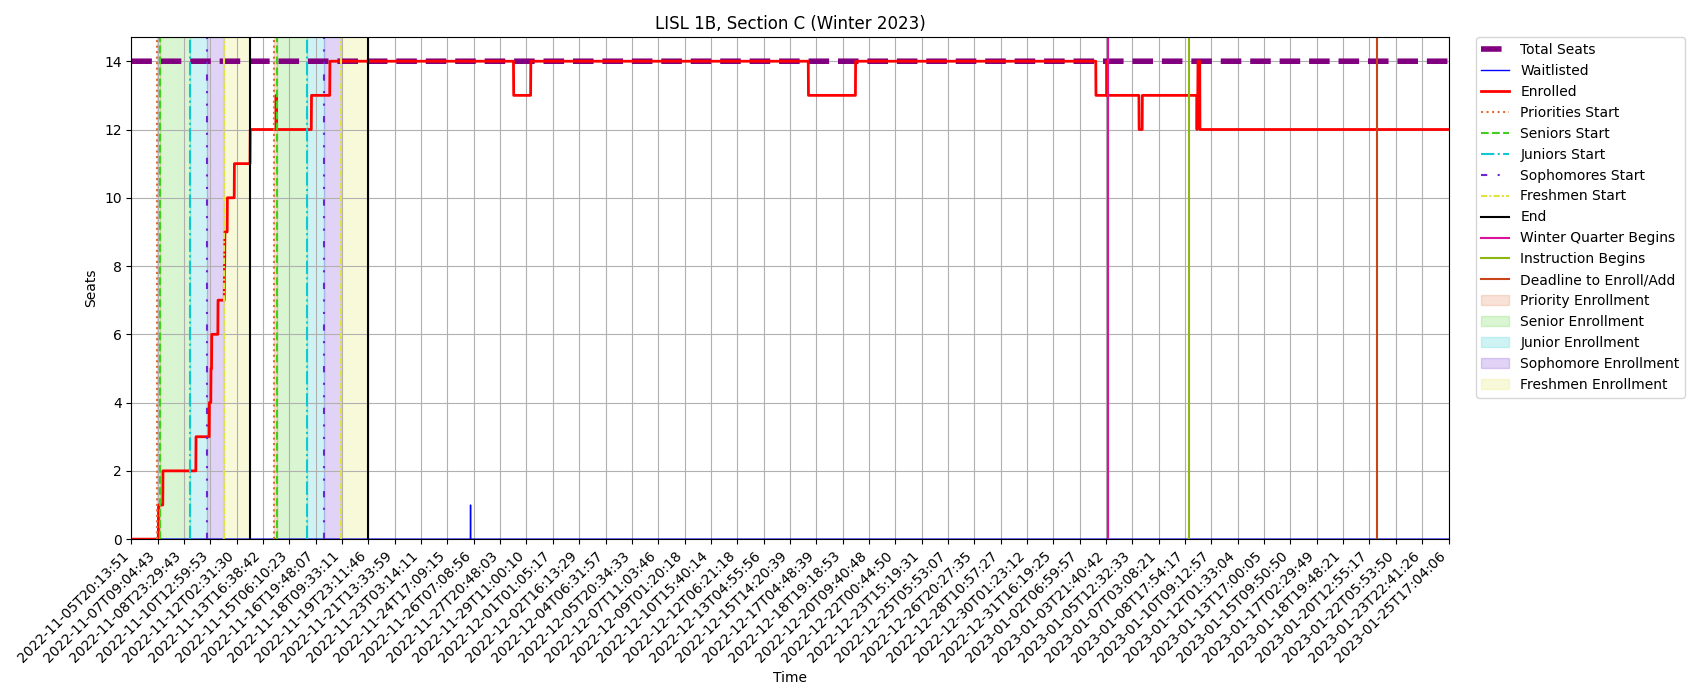 LISL 1B, Section C (Winter 2023)
14
12
10
8
6
4
2
0
Seats
Total Seats
Waitlisted
Enrolled
Priorities Start
Seniors Start
Juniors Start
Sophomores Start
Freshmen Start
End
Winter Quarter Begins
Instruction Begins
Deadline to Enroll/Add
Priority Enrollment
Senior Enrollment
Junior Enrollment
Sophomore Enrollment
Freshmen Enrollment
2022-11-05T20:13:51
2022-11-07T09:04:43
2022-11-08T23:29:43
2022-11-10T12:59:53
2022-11-12T02:31:30
2022-11-13T16:38:42
2022-11-15T06:10:23
2022-11-16T19:48:07
2022-11-18T09:33:11
2022-11-19T23:11:46
2022-11-21T13:33:59
2022-11-23T03:14:11
2022-11-24T17:09:15
2022-11-26T07:08:56
2022-11-27T20:48:03
2022-11-29T11:00:10
2022-12-01T01:05:17
2022-12-02T16:13:29
2022-12-04T06:31:57
2022-12-05T20:34:33
2022-12-07T11:03:46
2022-12-09T01:20:18
2022-12-10T15:40:14
2022-12-12T06:21:18
2022-12-13T04:55:56
2022-12-15T14:20:39
2022-12-17T04:48:39
2022-12-18T19:18:53
2022-12-20T09:40:48
2022-12-22T00:44:50
2022-12-23T15:19:31
2022-12-25T05:53:07
2022-12-26T20:27:35
2022-12-28T10:57:27
2022-12-30T01:23:12
2022-12-31T16:19:25
2023-01-02T06:59:57
2023-01-03T21:40:42
2023-01-05T12:32:33
2023-01-07T03:08:21
2023-01-08T17:54:17
2023-01-10T09:12:57
2023-01-12T01:33:04
2023-01-13T17:00:05
2023-01-15T09:50:50
2023-01-17T02:29:49
2023-01-18T19:48:21
2023-01-20T12:55:17
2023-01-22T06:53:50
2023-01-23T22:41:26
2023-01-25T17:04:06
Time